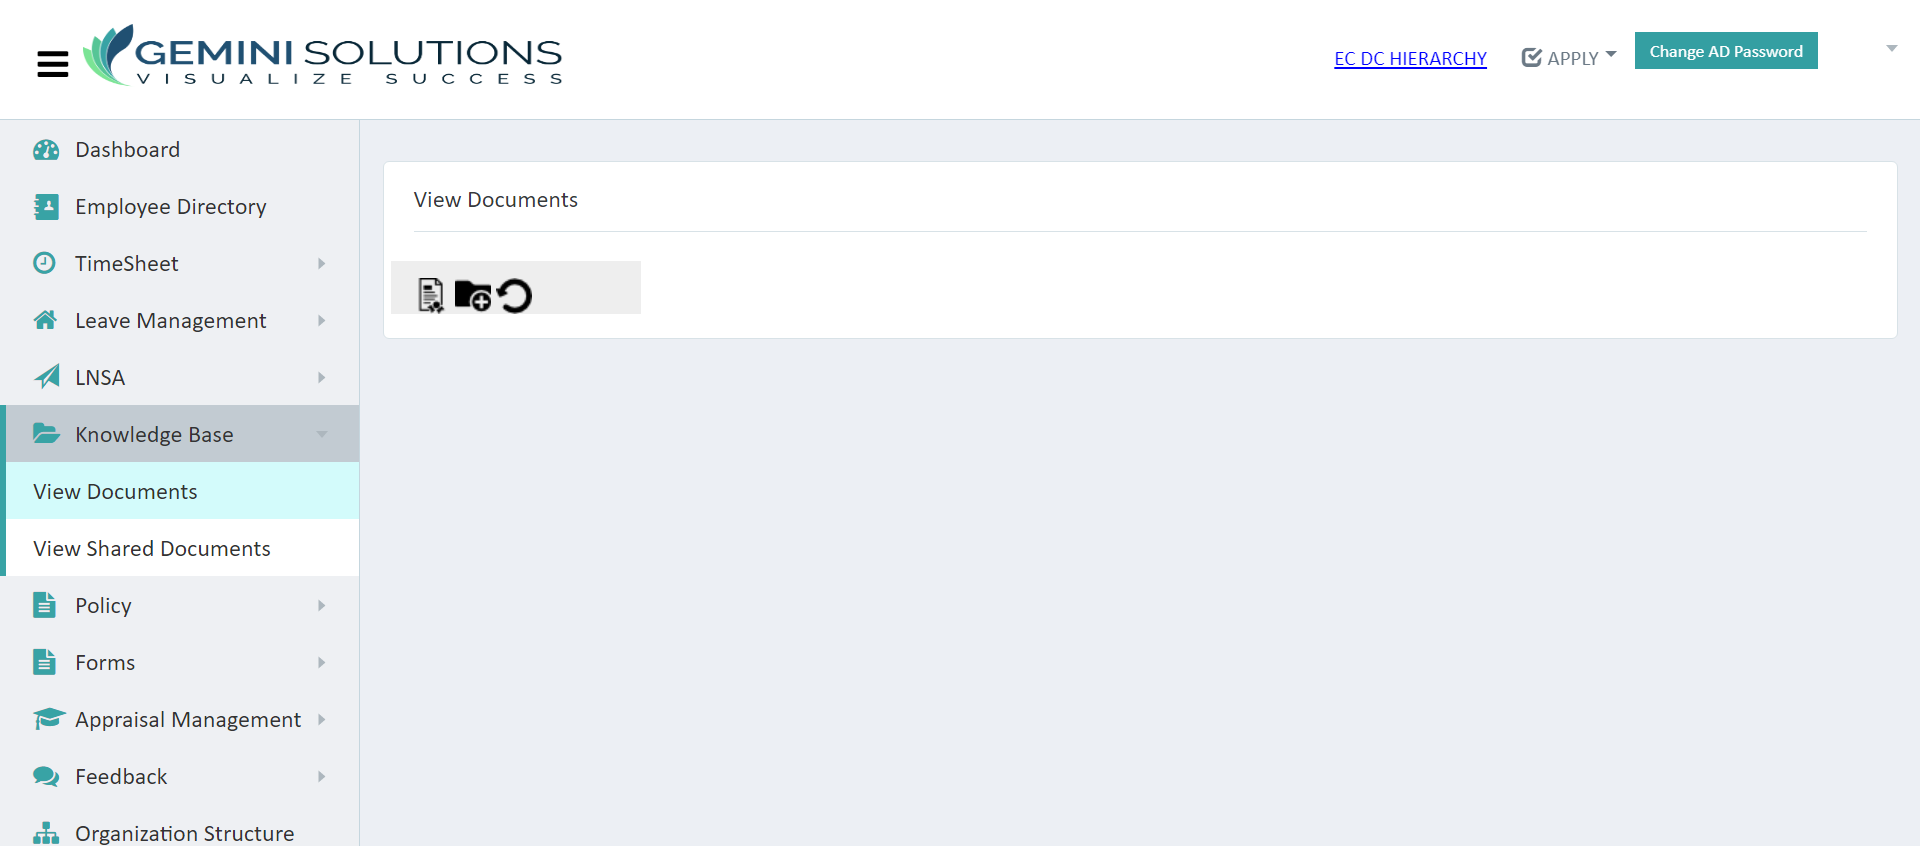 GEMINI SOLUTIONS
VISUALIZE SUCCESS
EC DC HIERARCHY
APPLY
Change AD Password
Dashboard
Employee Directory
TimeSheet
Leave Management
LNSA
Knowledge Base
View Documents
View Shared Documents
Policy
Forms
Appraisal Management
Feedback
Organization Structure
View Documents